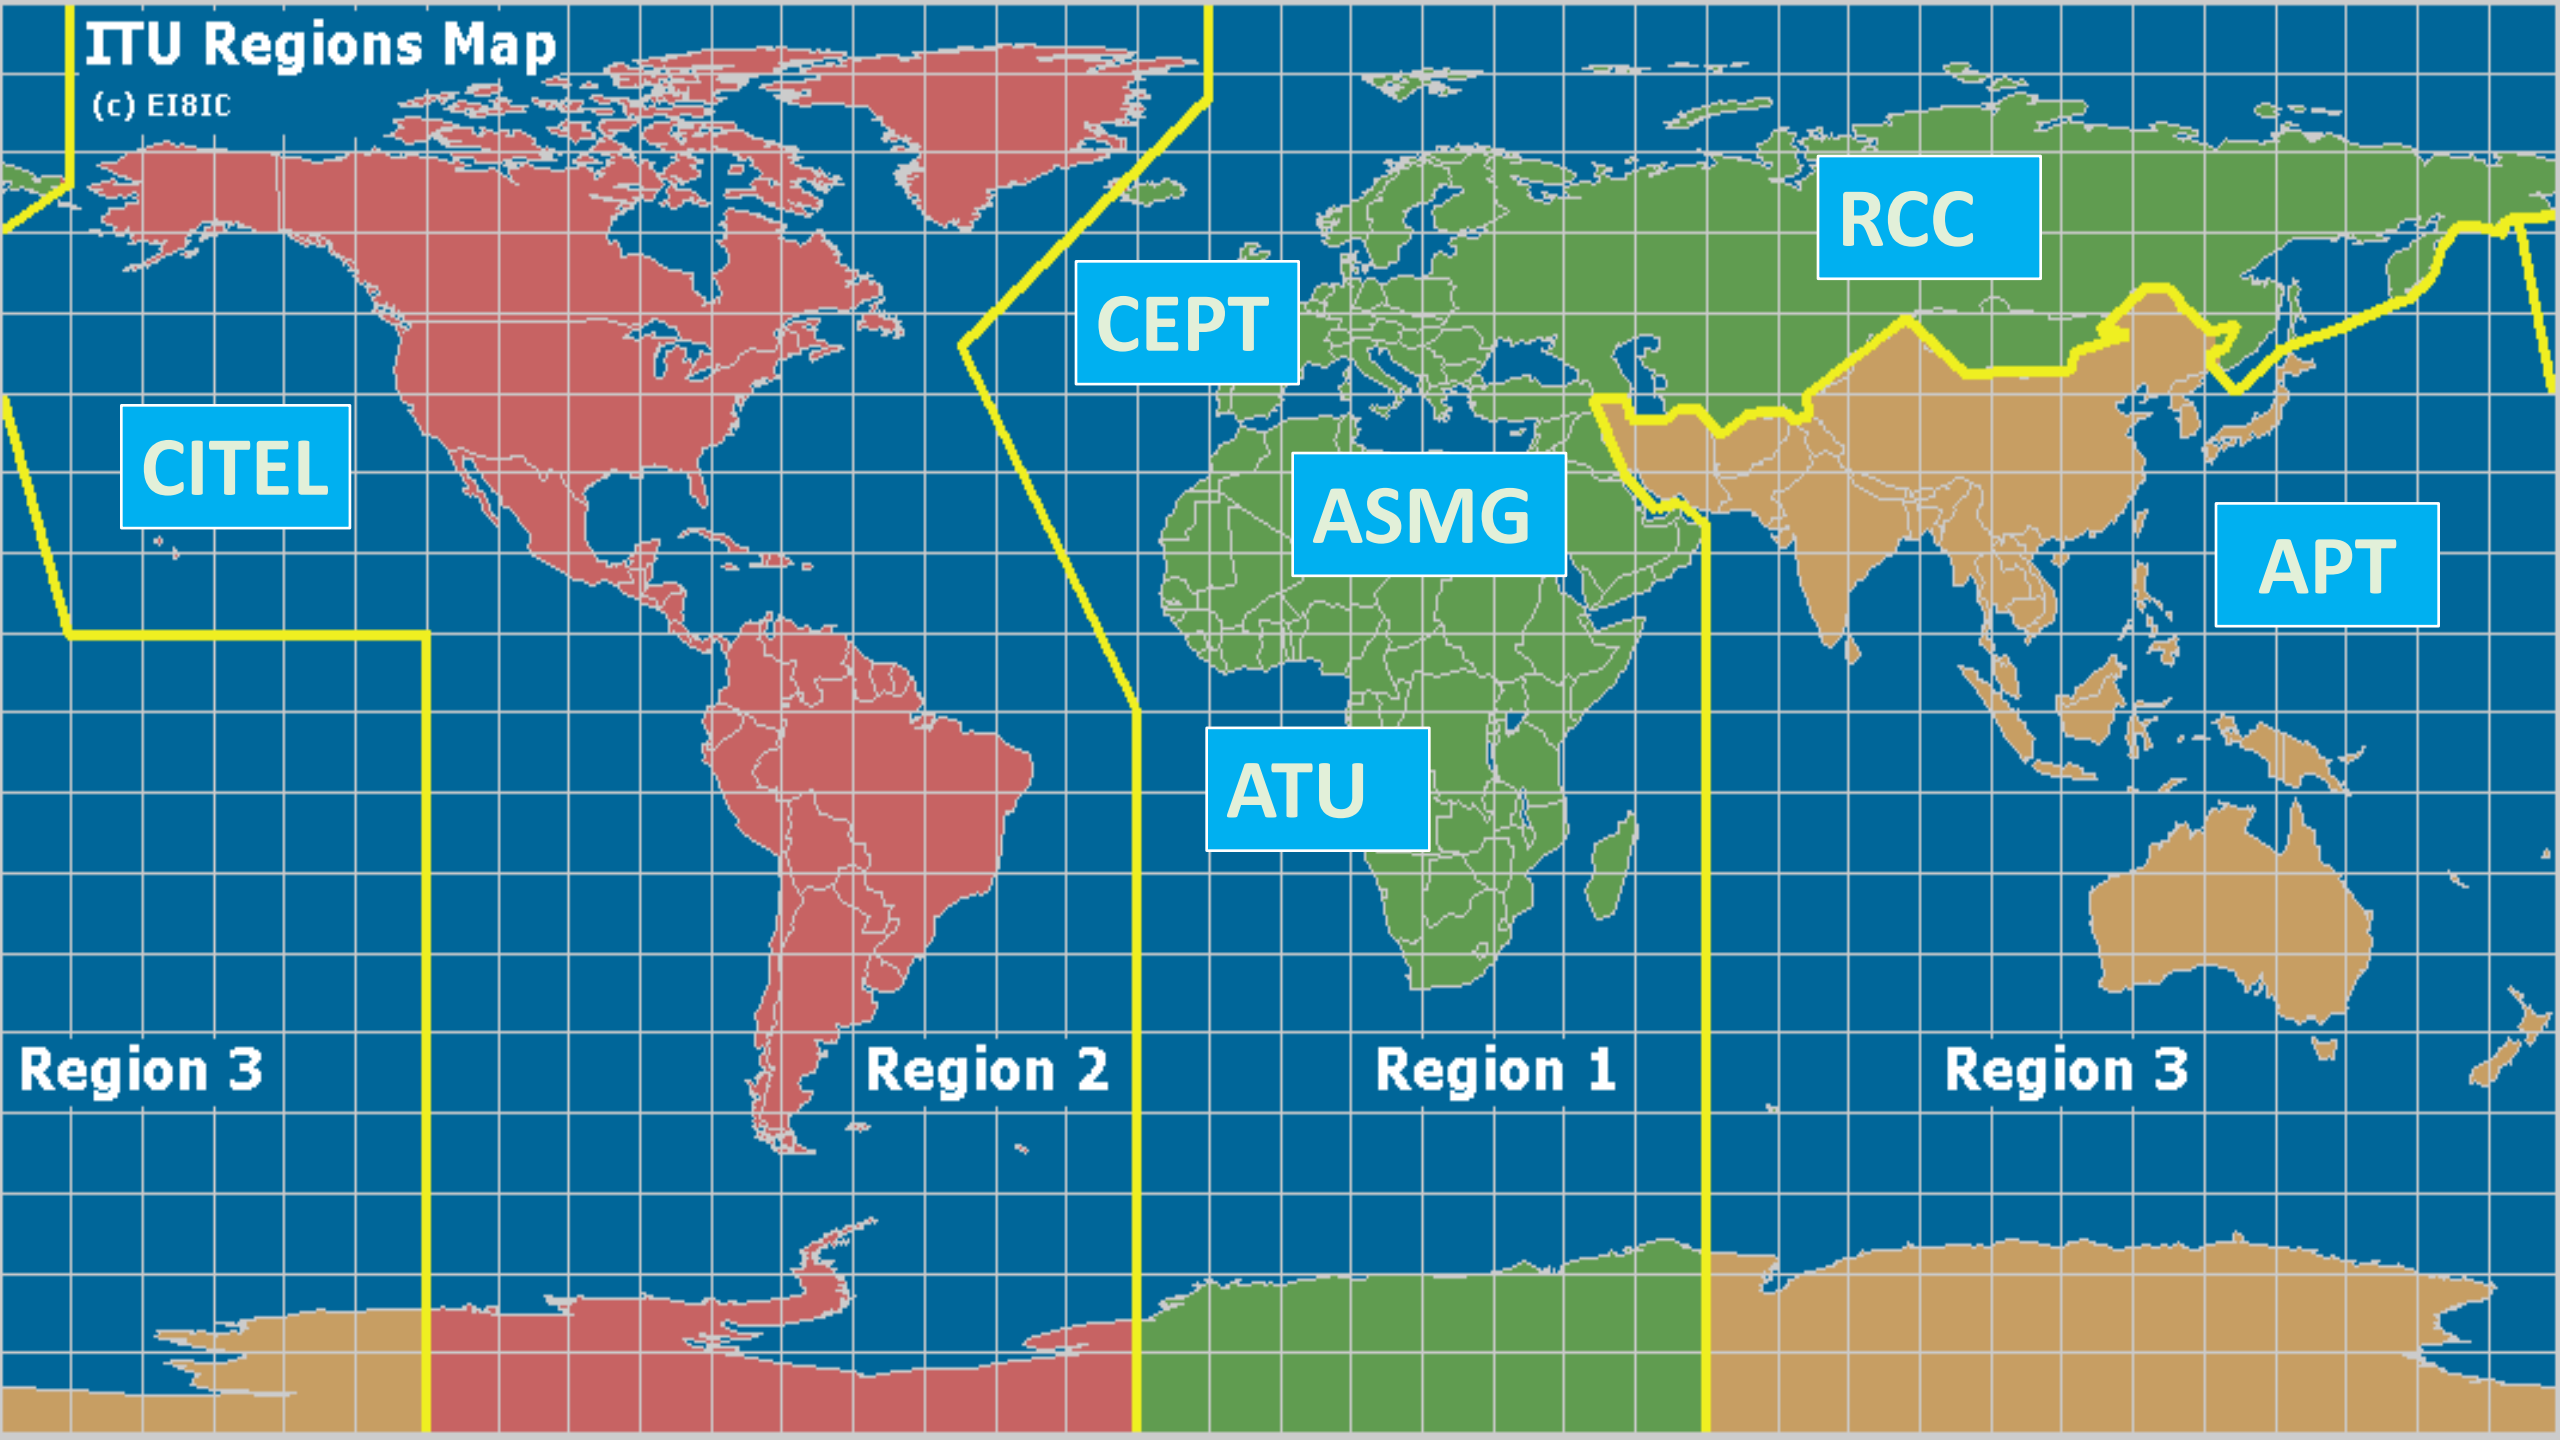 ITU Regions Map
(c) EI8IC
RCC
CEPT
CITEL
ASMG
APT
ATU
Region 3
Region 2
Region 1
Region 3